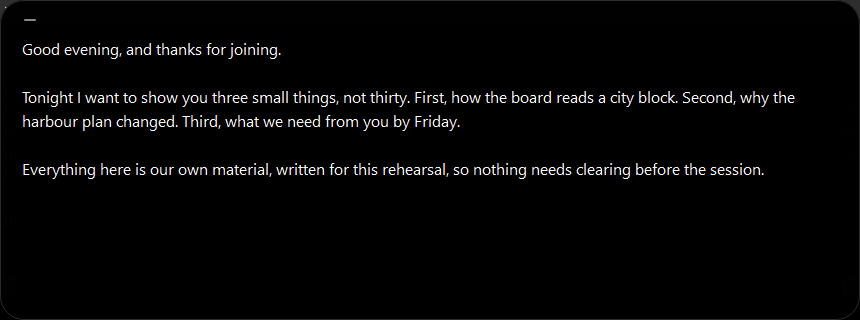 Good evening, and thanks for joining.
Tonight I want to show you three small things, not thirty. First, how the board reads a city block. Second, why the
harbour plan changed. Third, what we need from you by Friday.
Everything here is our own material, written for this rehearsal, so nothing needs clearing before the session.